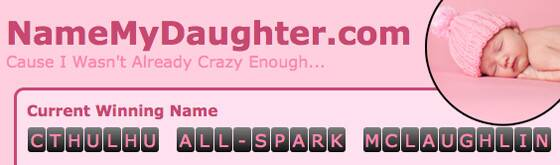 NameMyDaughter.com
Cause I Wasn't Already Crazy Enough...
Current Winning Name
CTHULHU ALL-SPARK MCLAUGHLIN